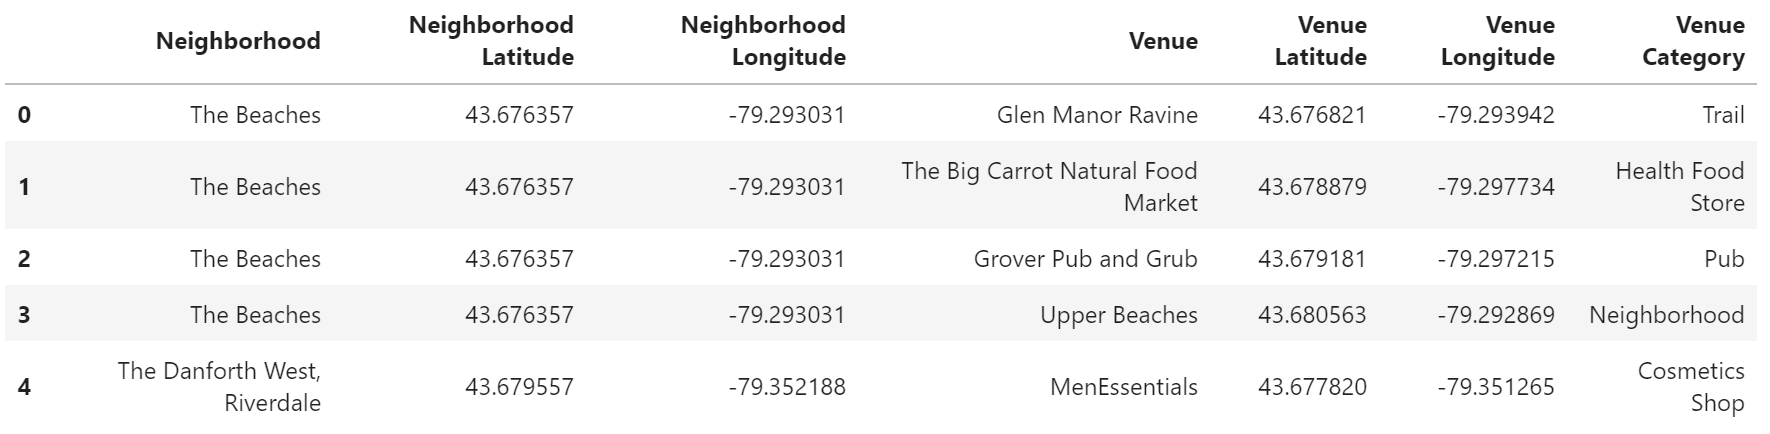 Neighborhood Neighborhood Latitude Neighborhood Longitude Venue Venue Latitude Venue Longitude Venue Category
0 The Beaches 43.676357 -79.293031 Glen Manor Ravine 43.676821 -79.293942 Trail
1 The Beaches 43.676357 -79.293031 The Big Carrot Natural Food Market 43.678879 -79.297734 Health Food Store
2 The Beaches 43.676357 -79.293031 Grover Pub and Grub 43.679181 -79.297215 Pub
3 The Beaches 43.676357 -79.293031 Upper Beaches 43.680563 -79.292869 Neighborhood
4 The Danforth West, Riverdale 43.679557 -79.352188 MenEssentials 43.677820 -79.351265 Cosmetics Shop